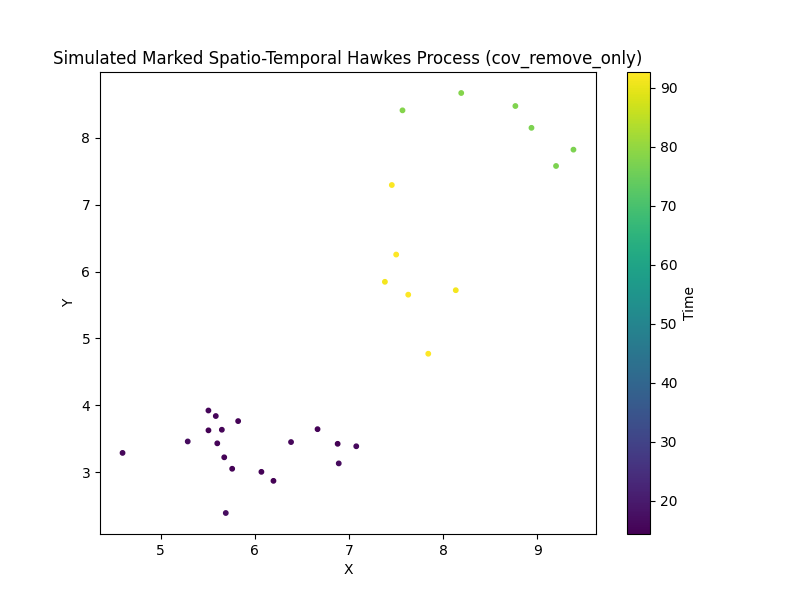 Simulated Marked Spatio-Temporal Hawkes Process (cov_remove_only)
8
7
6
5
4
3
Y
5 6 7 8 9
X
90
80
70
60
50
40
30
20
Time